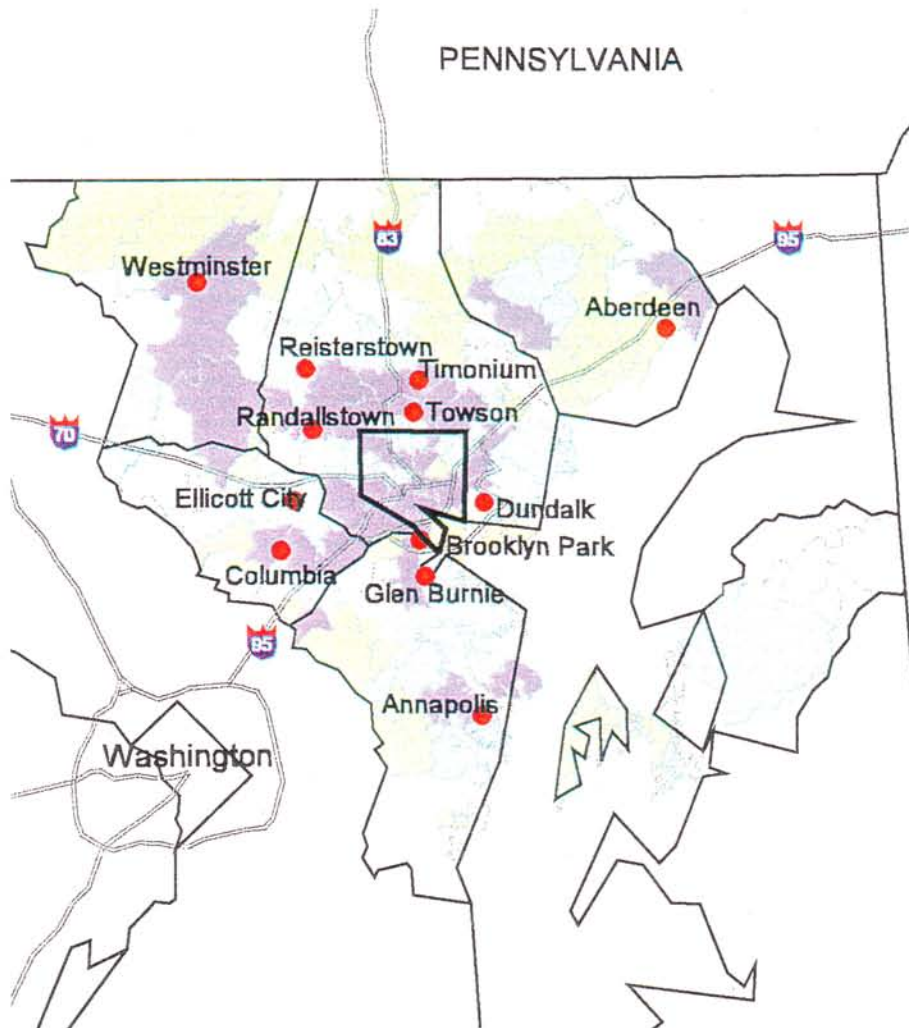 PENNSYLVANIA
83
95
Westminster
Aberdeen
Reisterstown
Timonium
Randallstown
Towson
70
Ellicott City
Dundalk
Brooklyn Park
Columbia
Glen Burnie
95
Annapolis
Washington